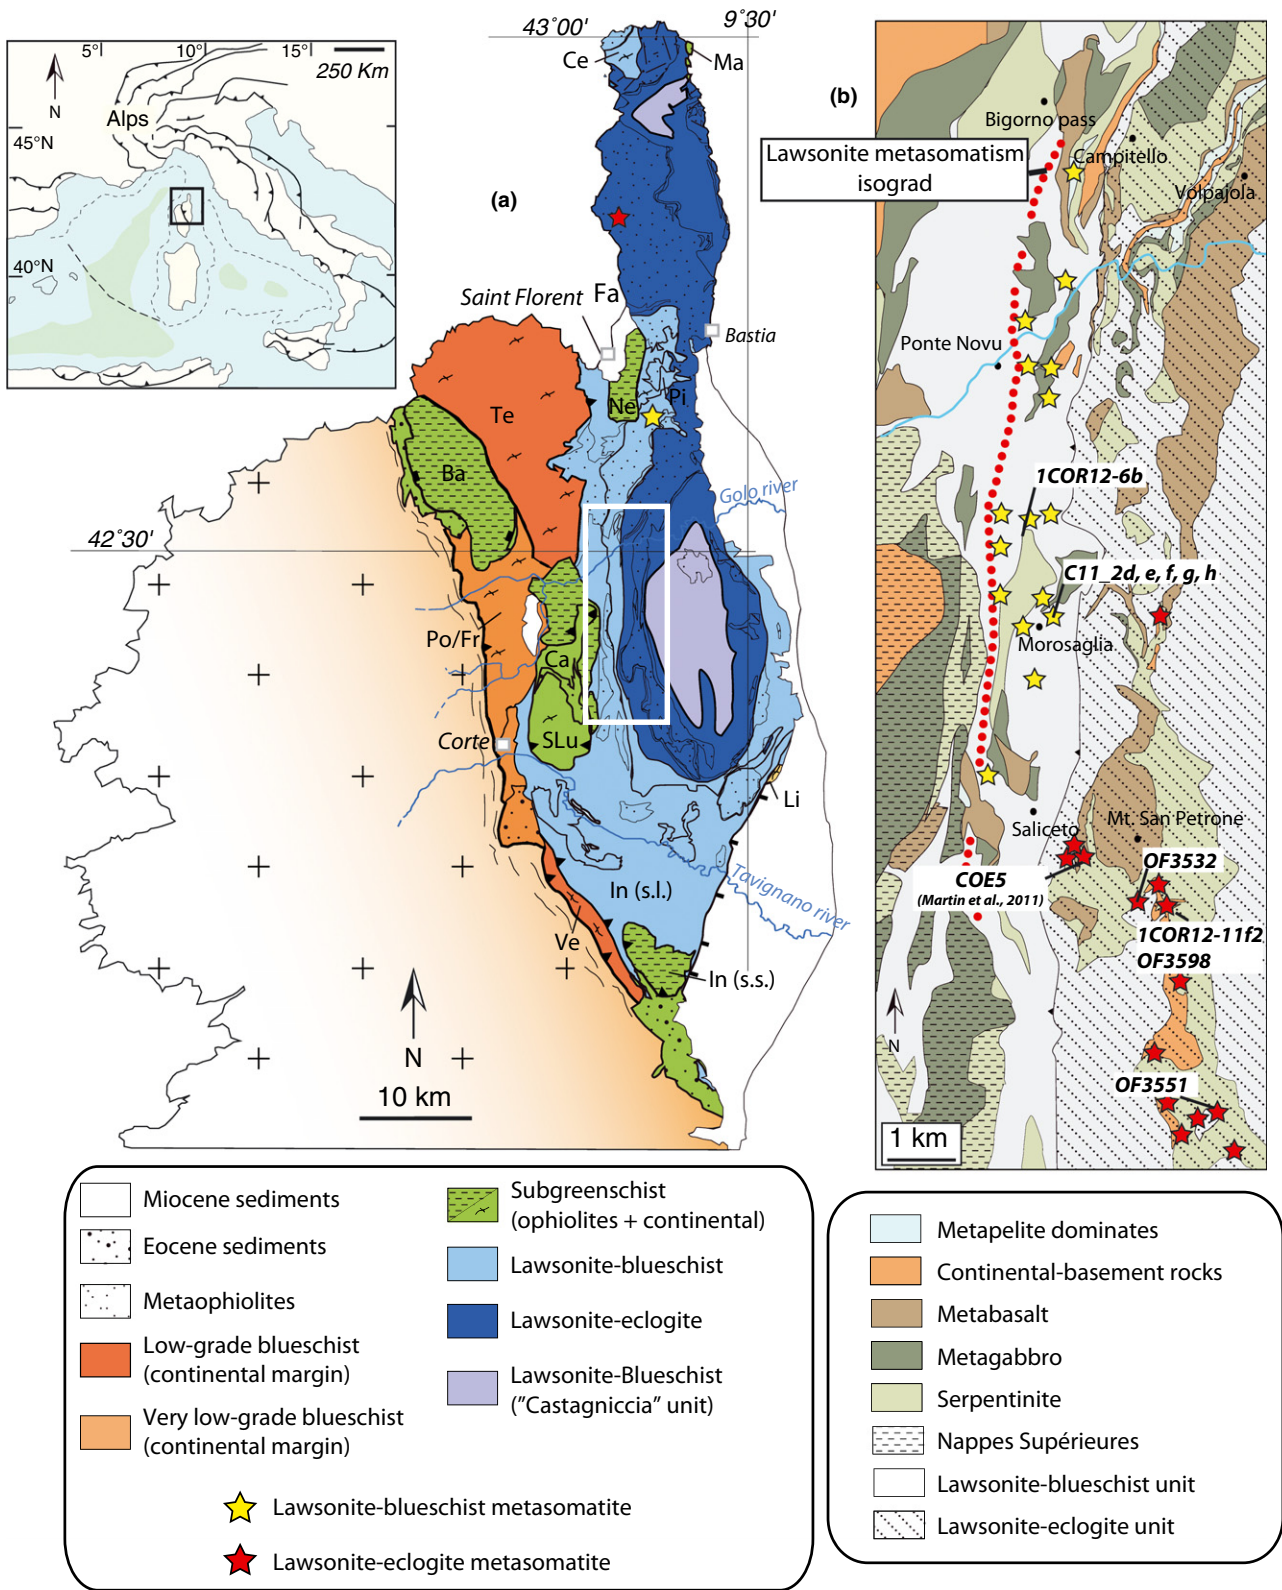 5°
10°
15°
250 Km
N
Alps
45°N
40°N
43°00'
9°30'
Ce
Ma
(a)
Saint Florent
Fa
Bastia
Te
Ne
Pi
Ba
Golo river
42°30'
Po/Fr
Ca
Corte
SLu
Li
In (s.l.)
Tavignano river
Ve
In (s.s.)
N
10 km
(b)
Bigorno pass
Lawsonite metasomatism
isograd
Campitello
Volpajola
Ponte Novu
1COR12-6b
C11_2d, e, f, g, h
Morosaglia
Saliceto
Mt. San Petrone
COE5
(Martin et al., 2011)
OF3532
1COR12-11f2
OF3598
N
OF3551
1 km
Miocene sediments
Eocene sediments
Metaophiolites
Low-grade blueschist
(continental margin)
Very low-grade blueschist
(continental margin)
Subgreenschist
(ophiolites + continental)
Lawsonite-blueschist
Lawsonite-eclogite
Lawsonite-Blueschist
("Castagniccia" unit)
Lawsonite-blueschist metasomatite
Lawsonite-eclogite metasomatite
Metapelite dominates
Continental-basement rocks
Metabasalt
Metagabbro
Serpentinite
Nappes Supérieures
Lawsonite-blueschist unit
Lawsonite-eclogite unit